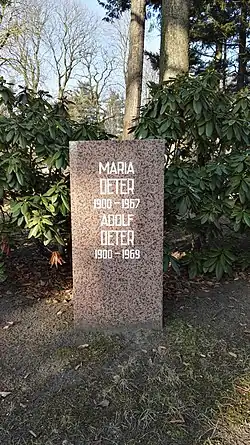 MARIA
DETER
1900 – 1967
ADOLF
DETER
1900 – 1969